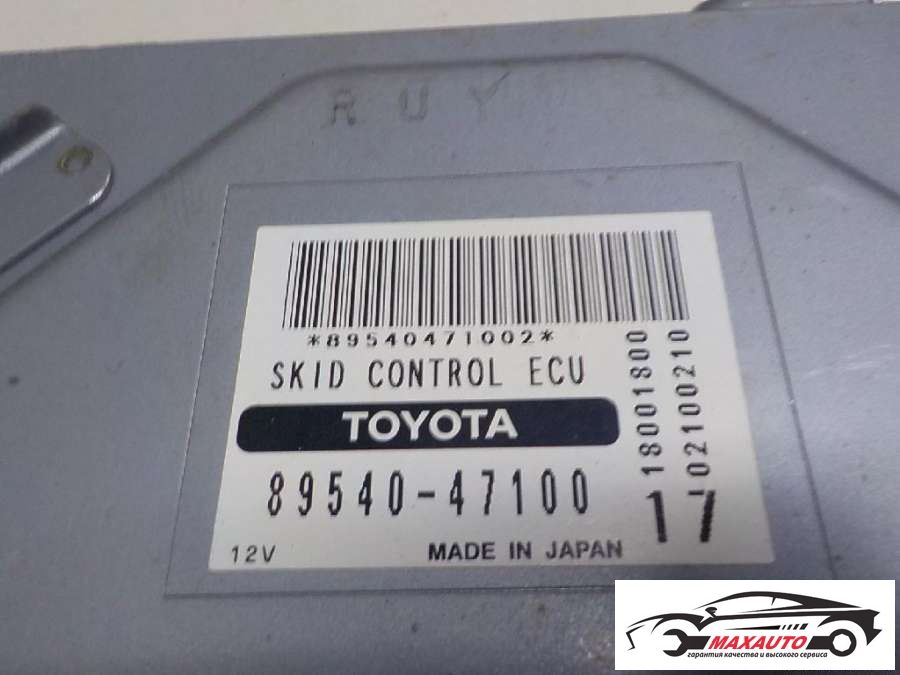 RUY
*89540471002*
SKID CONTROL ECU
TOYOTA
89540-47100
12V
MADE IN JAPAN
18001800
02100210
17
MAXAUTO
гарантия качества и высокого сервиса